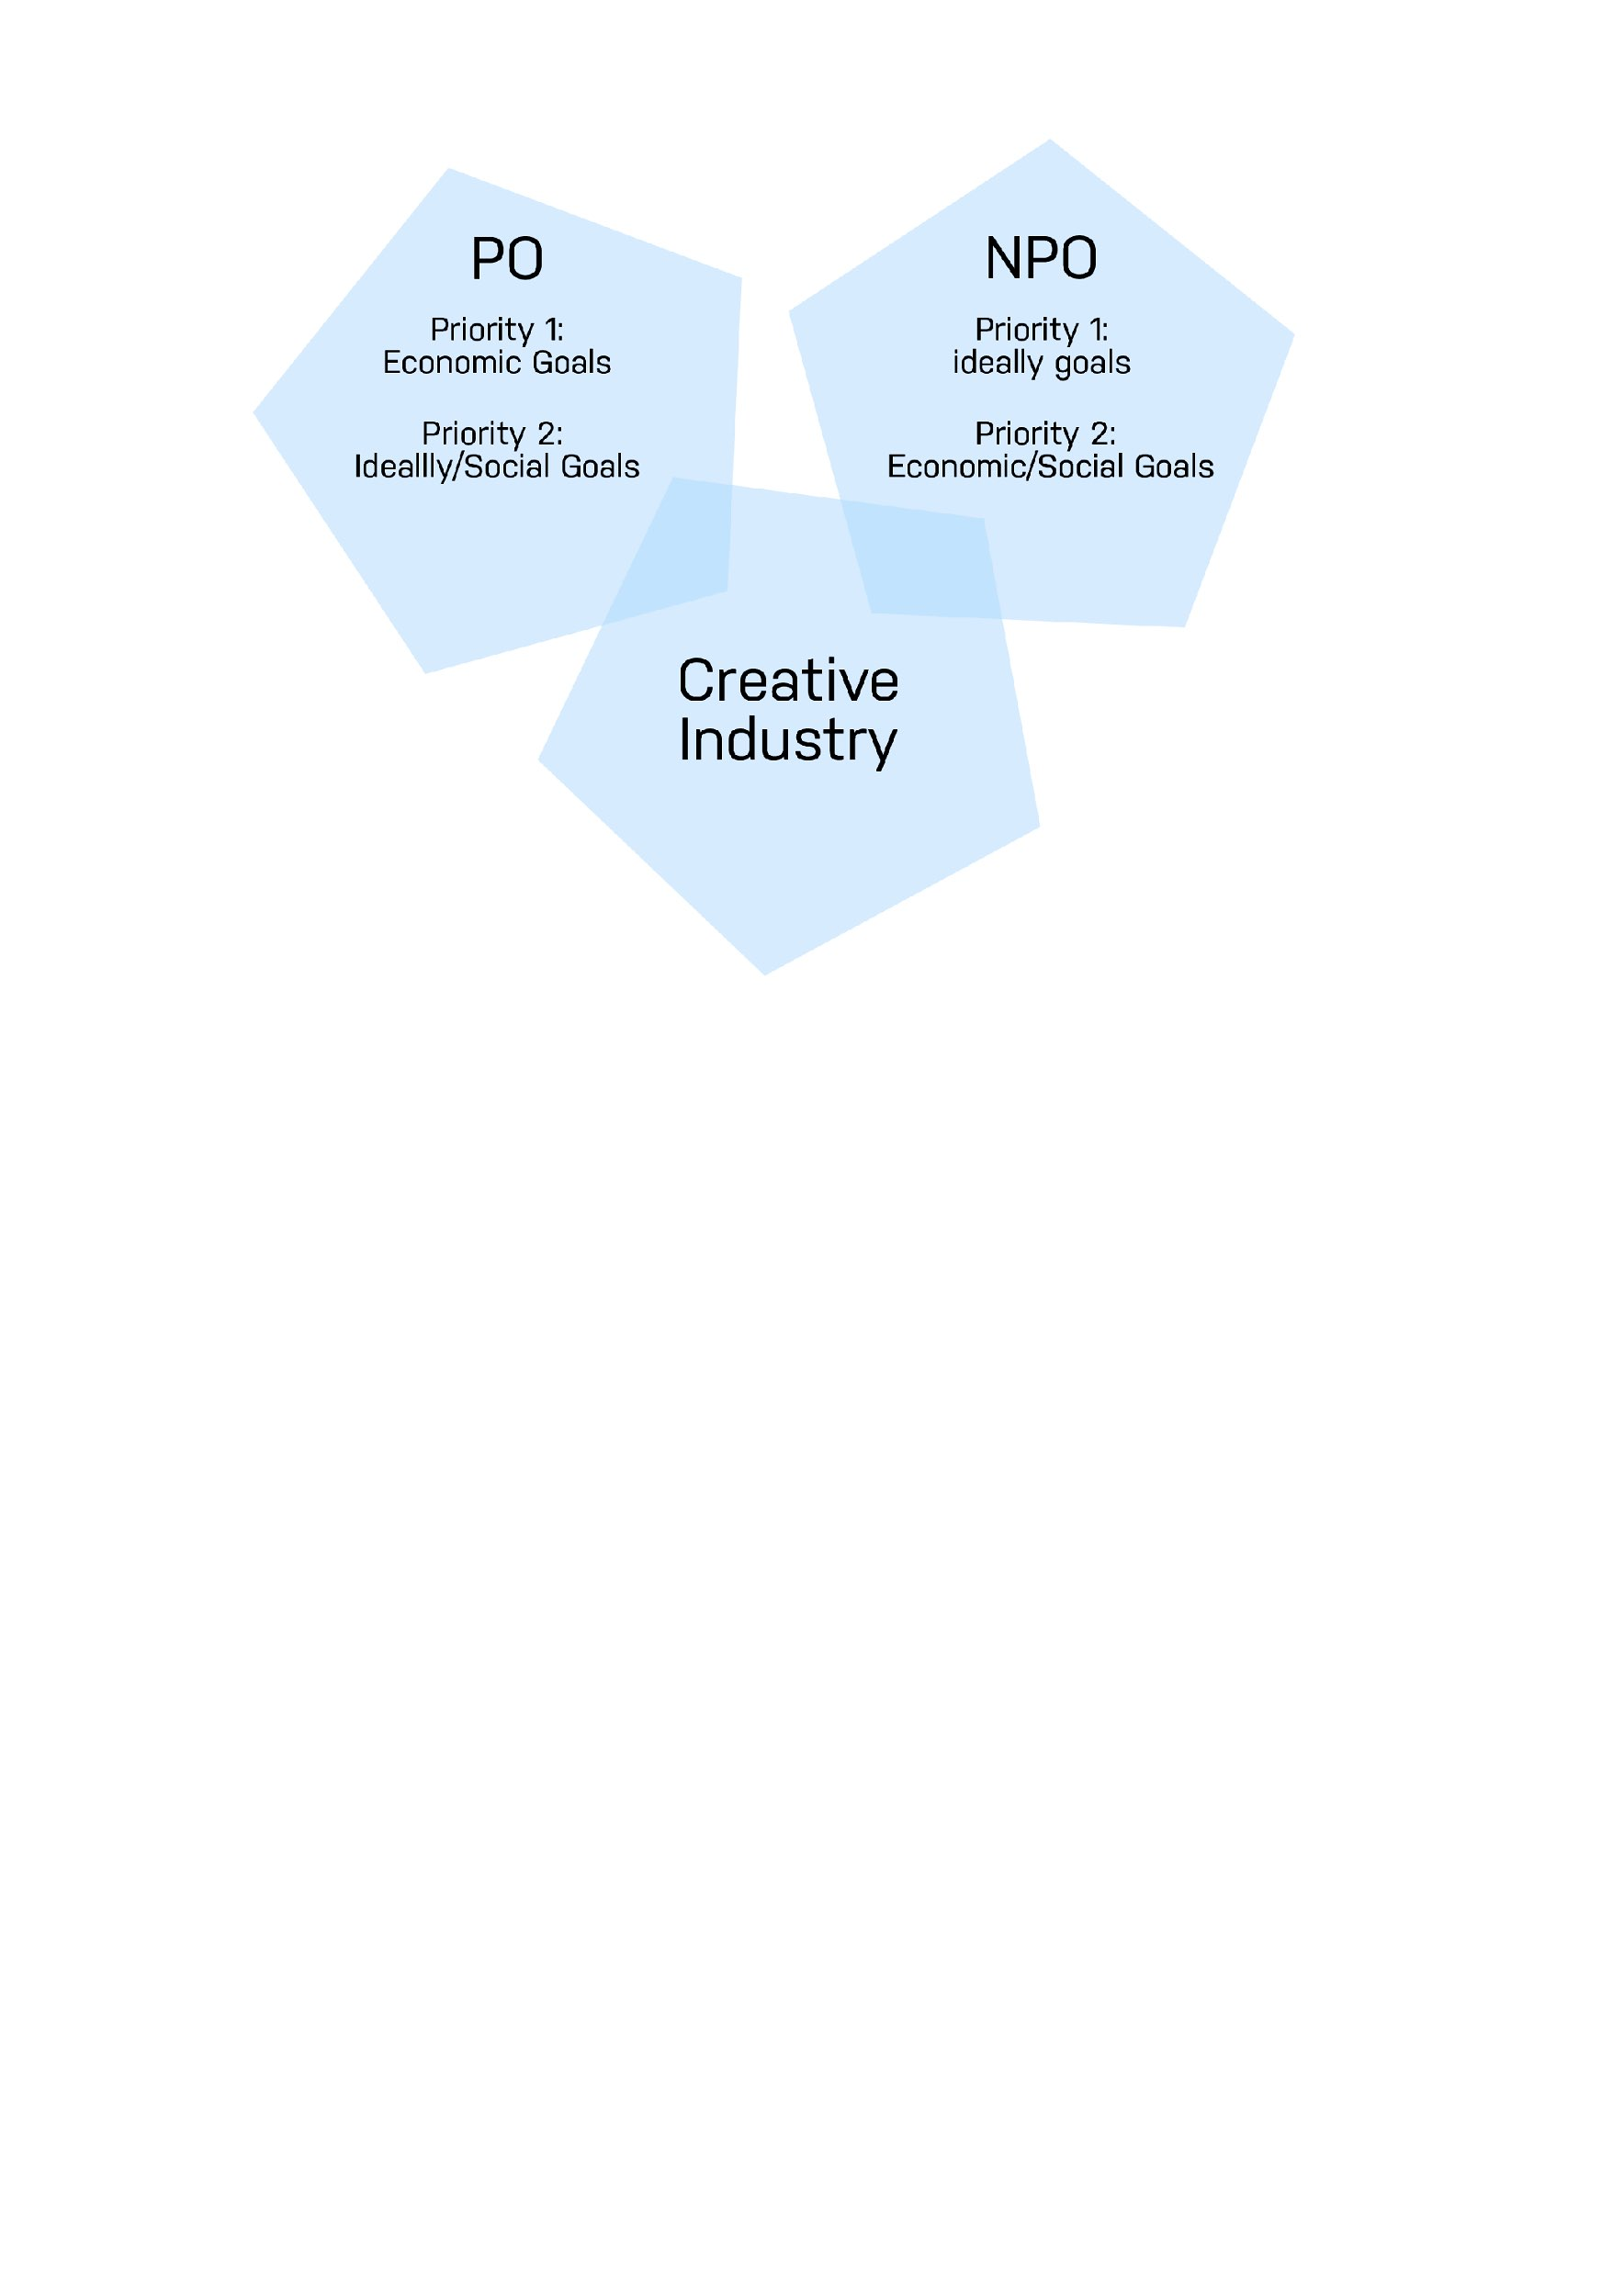 PO
Priority 1:
Economic Goals
Priority 2:
Ideallly/Social Goals
NPO
Priority 1:
ideally goals
Priority 2:
Economic/Social Goals
Creative
Industry